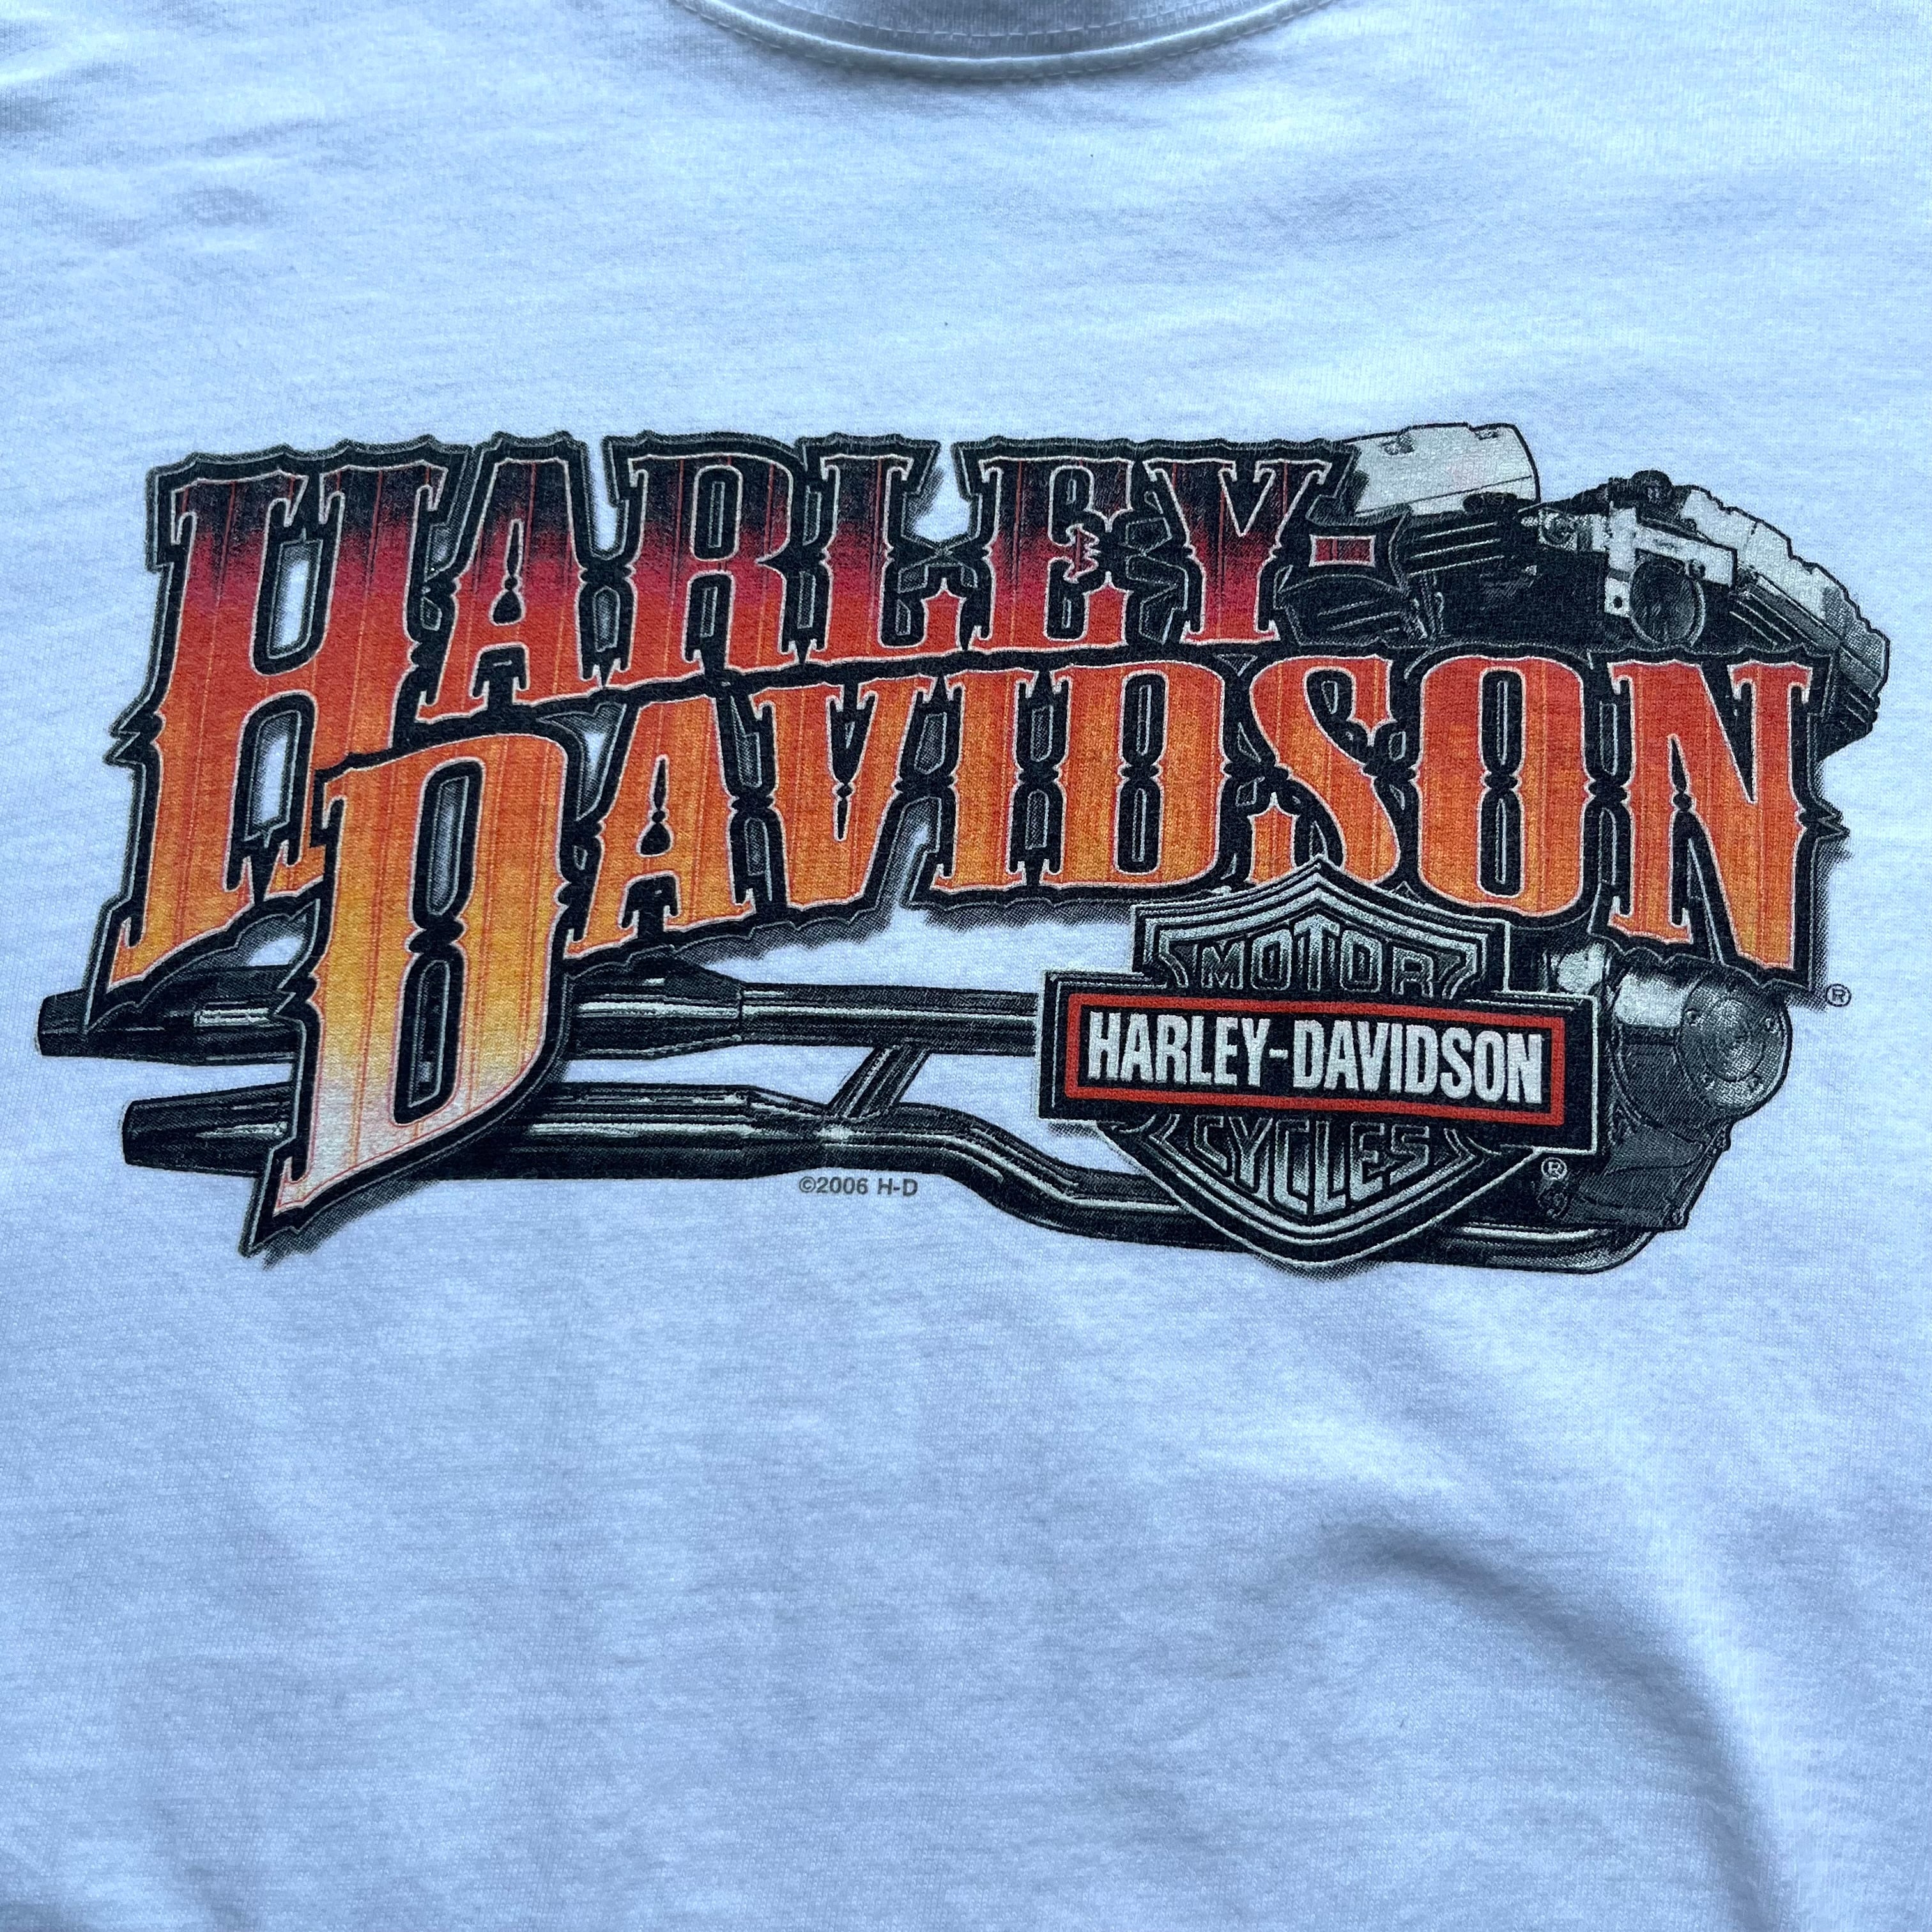 HARLEY-
DAVIDSON®
MOTOR
HARLEY-DAVIDSON
CYCLES®
©2006 H-D